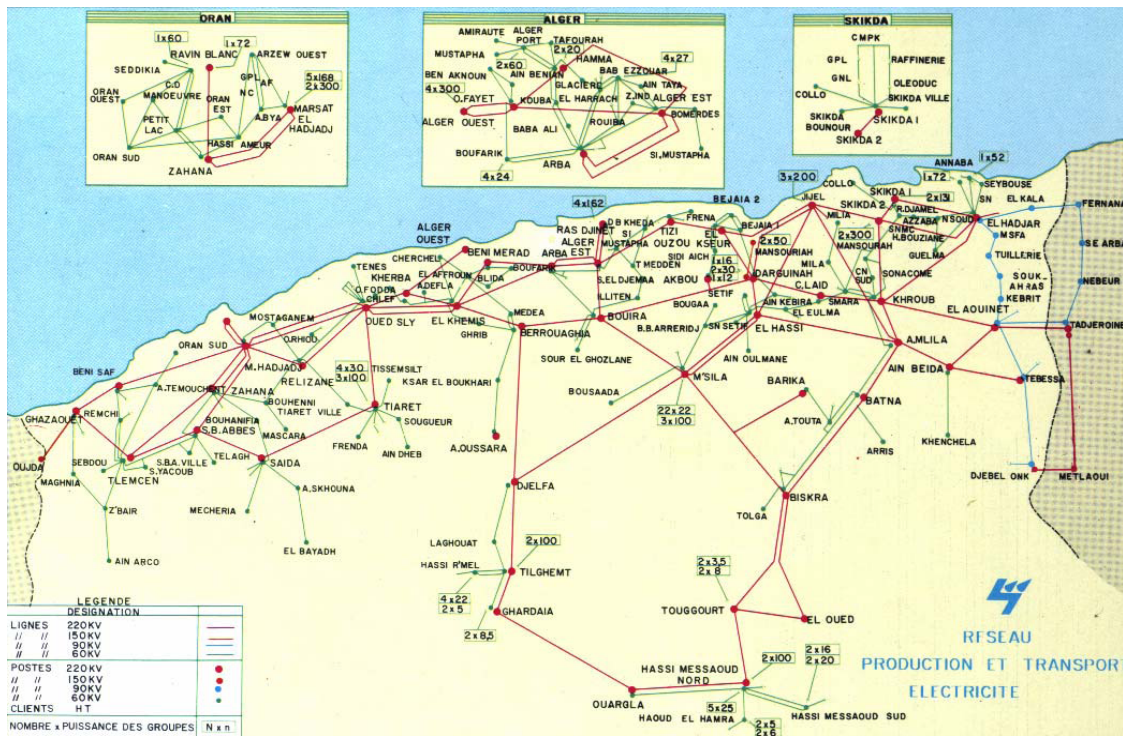 ORAN
1x60
RAVIN BLANC
1x72
ARZEW OUEST
SEDDIKIA
C.D
MANOEUVRE
ORAN
OUEST
ORAN
EST
GPL
AF
NC
5x168
2x300
PETIT
LAC
A.BYA
MARSAT
EL
HADJADJ
HASSI AMEUR
ORAN SUD
ZAHANA
ALGER
AMIRAUTE
ALGER
PORT
TAFOURAH
2x20
HAMMA
MUSTAPHA
2x60
AIN BENIAN
BAB EZZOUAR
4x27
BEN AKNOUN
4x300
GLACIERE
AIN TAYA
O.FAYET
KOUBA
EL HARRACH
Z.IND
ALGER EST
ALGER OUEST
BABA ALI
ROUIBA
BOMERDES
BOUFARIK
ARBA
SI.MUSTAPHA
4x24
SKIKDA
CMPK
GPL
RAFFINERIE
GNL
OLEODUC
COLLO
SKIKDA VILLE
SKIKDA
BOUNOUR
SKIKDA 1
SKIKDA 2
ANNABA
1x52
3x200
COLLO
SKIKDA 1
1x72
SEYBOUSE
BEJAIA 2
JIJEL
2x131
SN
EL KALA
4x162
SKIKDA 2
R.DJAMEL
FERNANA
D B KHEDA
FRENA
EL
BEJAIA 1
MILIA
AZZABA
N SOUD
EL HADJAR
RAS DJINET
SI
TIZI
OUZOU
KSEUR
2x50
2x300
SNMC
H.BOUZIANE
MSFA
ALGER
OUEST
ALGER
EST
MUSTAPHA
MANSOURIAH
MANSOURAH
GUELMA
SE ARBA
BENI MERAD
ARBA
T MEDDEN
SIDI AICH
1x16
2x30
1x12
MILA
CN
SUD
SONACOME
TUILLERIE
CHERCHEL
BOUFARIK
S.ELDJEMAA
AKBOU
DARGUINAH
SOUK-
AHRAS
NEBEUR
TENES
KHERBA
EL AFFROUN
BLIDA
ILLITEN
SETIF
C.LAID
KEBRIT
O.FODDA
A.DEFLA
BOUGAA
AIN KEBIRA
SMARA
KHROUB
CHLEF
MEDEA
EL EULMA
EL AOUINET
MOSTAGANEM
OUED SLY
EL KHEMIS
BOUIRA
B.B.ARRERIDJ
SN SETIF
EL HASSI
TADJEROINE
GHRIB
BERROUAGHIA
ORAN SUD
O.RHIOU
SOUR EL GHOZLANE
AIN OULMANE
A.MLILA
BENI SAF
M.HADJADJ
4x30
3x100
TISSEMSILT
M'SILA
AIN BEIDA
TEBESSA
A.TEMOUCHENT
RELIZANE
KSAR EL BOUKHARI
BOUSAADA
BARIKA
ZAHANA
BOUHENNI
TIARET VILLE
TIARET
BATNA
GHAZAOUET
REMCHI
BOUHANIFIA
S.B.ABBES
MASCARA
SOUGUEUR
22x22
3x100
A.TOUTA
KHENCHELA
FRENDA
AIN DHEB
A.OUSSARA
ARRIS
OUJDA
SEBDOU
S.B.A.VILLE
TELAGH
SAIDA
DJEBEL ONK
METLAOUI
MAGHNIA
TLEMCEN
S.YACOUB
DJELFA
BISKRA
A.SKHOUNA
TOLGA
Z'BAIR
MECHERIA
EL BAYADH
LAGHOUAT
2x100
AIN ARCO
HASSI R'MEL
TILGHEMT
2x3,5
2x8
4x22
2x5
GHARDAIA
TOUGGOURT
EL OUED
2x8,5
HASSI MESSAOUD
NORD
2x100
2x16
2x20
OUARGLA
5x25
HAOUD EL HAMRA
2x5
2x6
HASSI MESSAOUD SUD
RESEAU
PRODUCTION ET TRANSPORT
ELECTRICITE
LEGENDE
DESIGNATION
LIGNES 220KV
// // 150KV
// // 90KV
// // 60KV
POSTES 220KV
// // 150KV
// // 90KV
// // 60KV
CLIENTS HT
NOMBRE x PUISSANCE DES GROUPES N x n